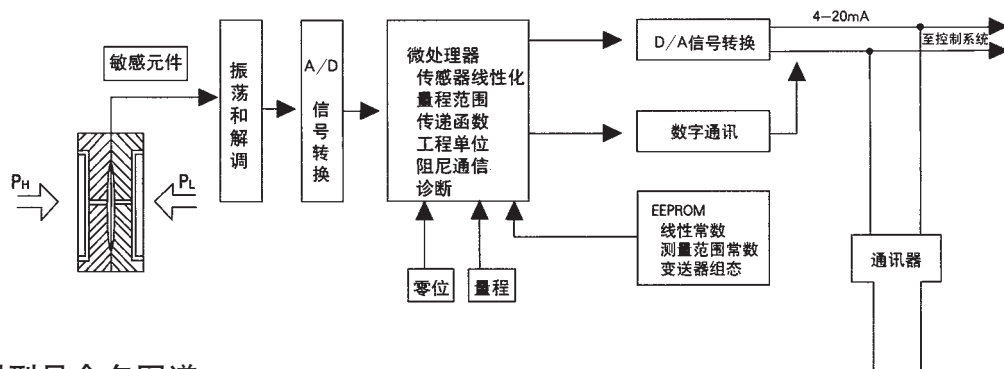 敏感元件
PH
PL
振荡和解调
A/D
信号转换
微处理器
传感器线性化
量程范围
传递函数
工程单位
阻尼通信
诊断
零位
量程
D/A信号转换
数字通讯
EEPROM
线性常数
测量范围常数
变送器组态
4—20mA
至控制系统
通讯器